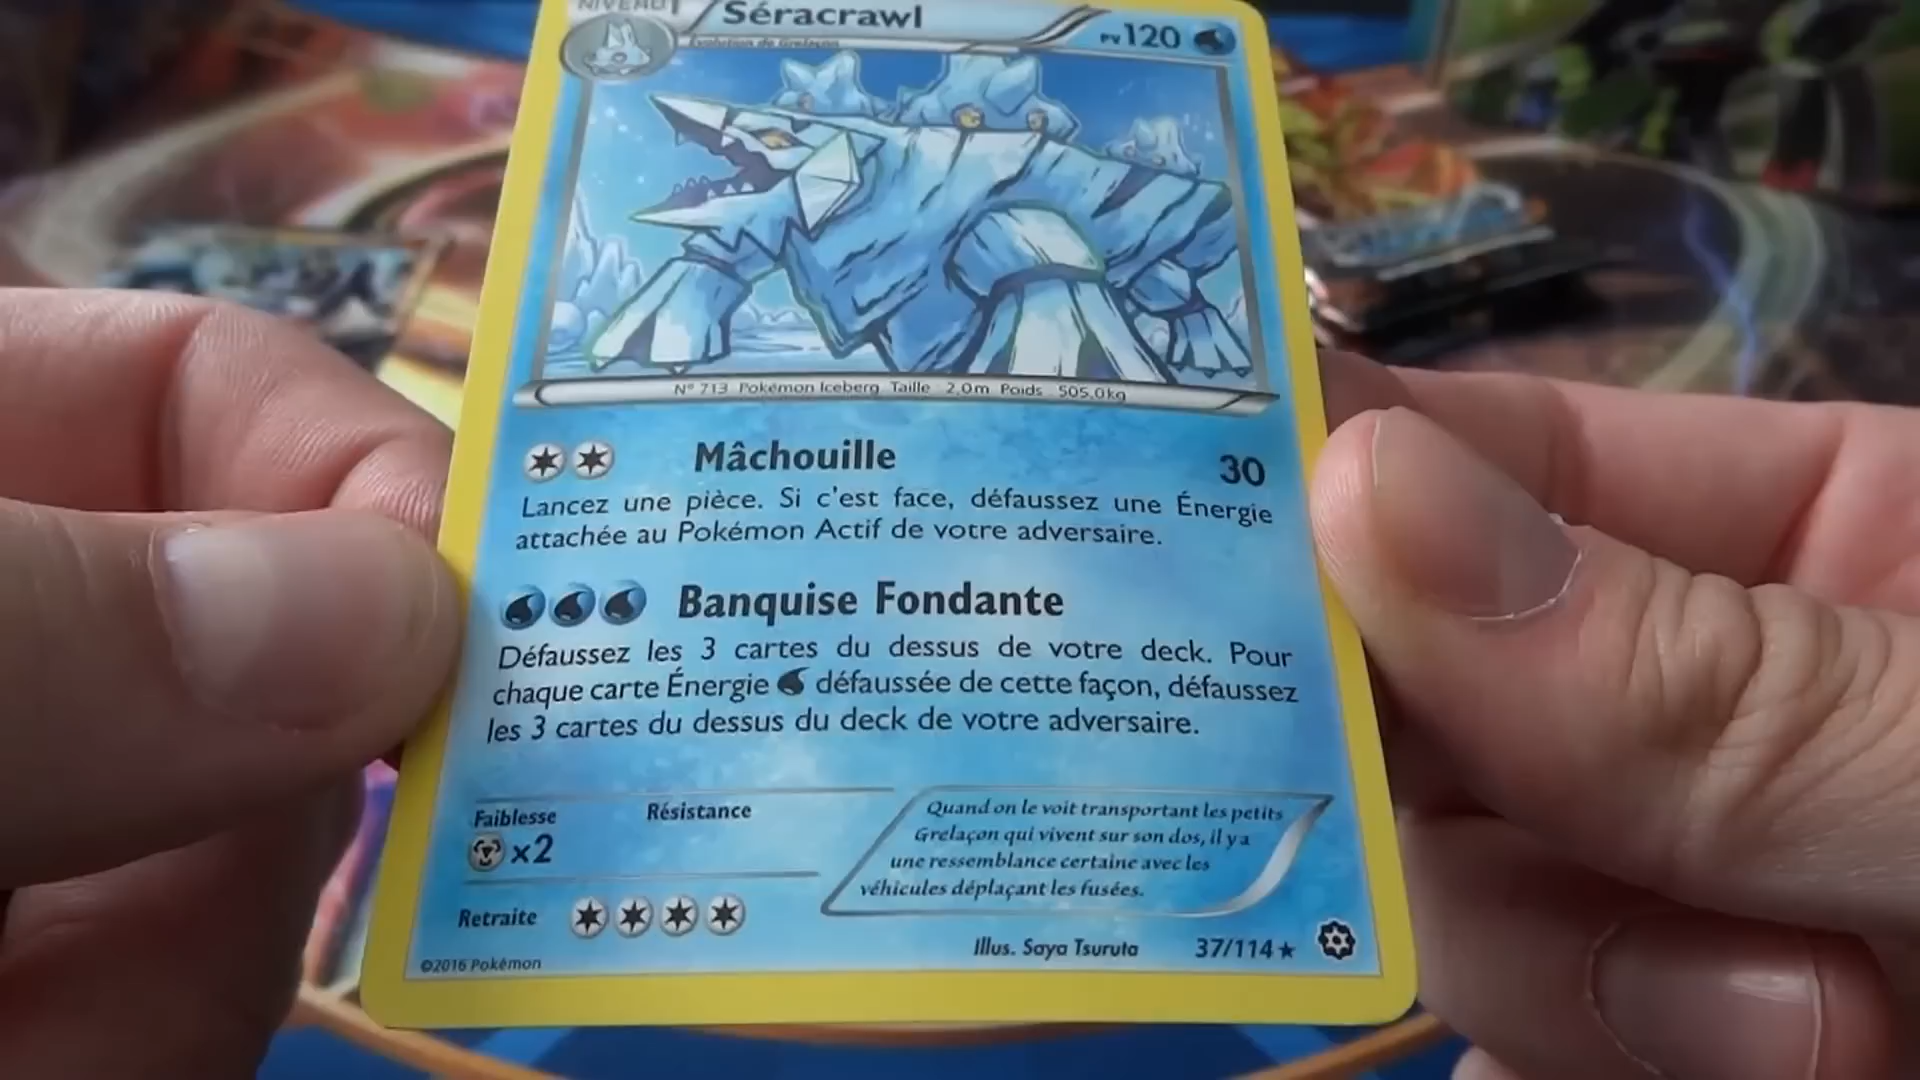 NIVEAU 1
Séracrawl
PV 120
Évolution de Grelaçon
N° 713 Pokémon Iceberg Taille 2,0m Poids 505,0kg
Mâchouille 30
Lancez une pièce. Si c'est face, défaussez une Énergie
attachée au Pokémon Actif de votre adversaire.
Banquise Fondante
Défaussez les 3 cartes du dessus de votre deck. Pour
chaque carte Énergie défaussée de cette façon, défaussez
les 3 cartes du dessus du deck de votre adversaire.
Faiblesse
x2
Résistance
Retraite
Quand on le voit transportant les petits
Grelaçon qui vivent sur son dos, il y a
une ressemblance certaine avec les
véhicules déplaçant les fusées.
Illus. Saya Tsuruta
37/114 ★
©2016 Pokémon